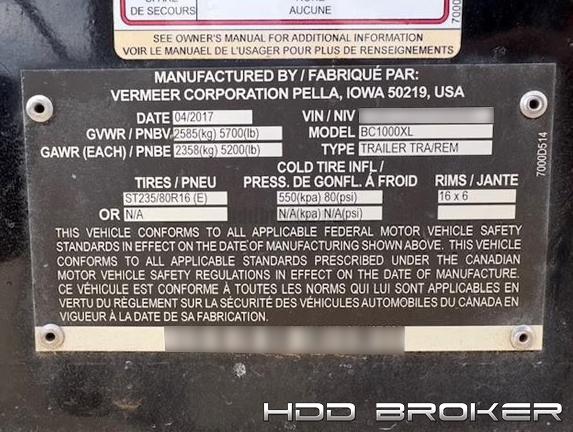 DE SECOURS AUCUNE
SEE OWNER'S MANUAL FOR ADDITIONAL INFORMATION
VOIR LE MANUAEL DE L'USAGER POUR PLUS DE RENSEIGNEMENTS
MANUFACTURED BY / FABRIQUÉ PAR:
VERMEER CORPORATION PELLA, IOWA 50219, USA
DATE 04/2017 VIN / NIV
GVWR / PNBV 2585(kg) 5700(lb) MODEL BC1000XL
GAWR (EACH) / PNBE 2358(kg) 5200(lb) TYPE TRAILER TRA/REM
COLD TIRE INFL /
TIRES / PNEU PRESS. DE GONFL. Á FROID RIMS / JANTE
ST235/80R16 (E) 550(kpa) 80(psi) 16 x 6
OR N/A N/A(kpa) N/A(psi)
THIS VEHICLE CONFORMS TO ALL APPLICABLE FEDERAL MOTOR VEHICLE SAFETY
STANDARDS IN EFFECT ON THE DATE OF MANUFACTURING SHOWN ABOVE. THIS VEHICLE
CONFORMS TO ALL APPLICABLE STANDARDS PRESCRIBED UNDER THE CANADIAN
MOTOR VEHICLE SAFETY REGULATIONS IN EFFECT ON THE DATE OF MANUFACTURE.
CE VÉHICULE EST CONFORME À TOUTES LES NORMS QUI LUI SONT APPLICABLES EN
VERTU DU RÈGLEMENT SUR LA SÉCURITÉ DES VÉHICULES AUTOMOBILES DU CANADA EN
VIGUEUR À LA DATE DE SA FABRICATION.
7000D514
HDD BROKER